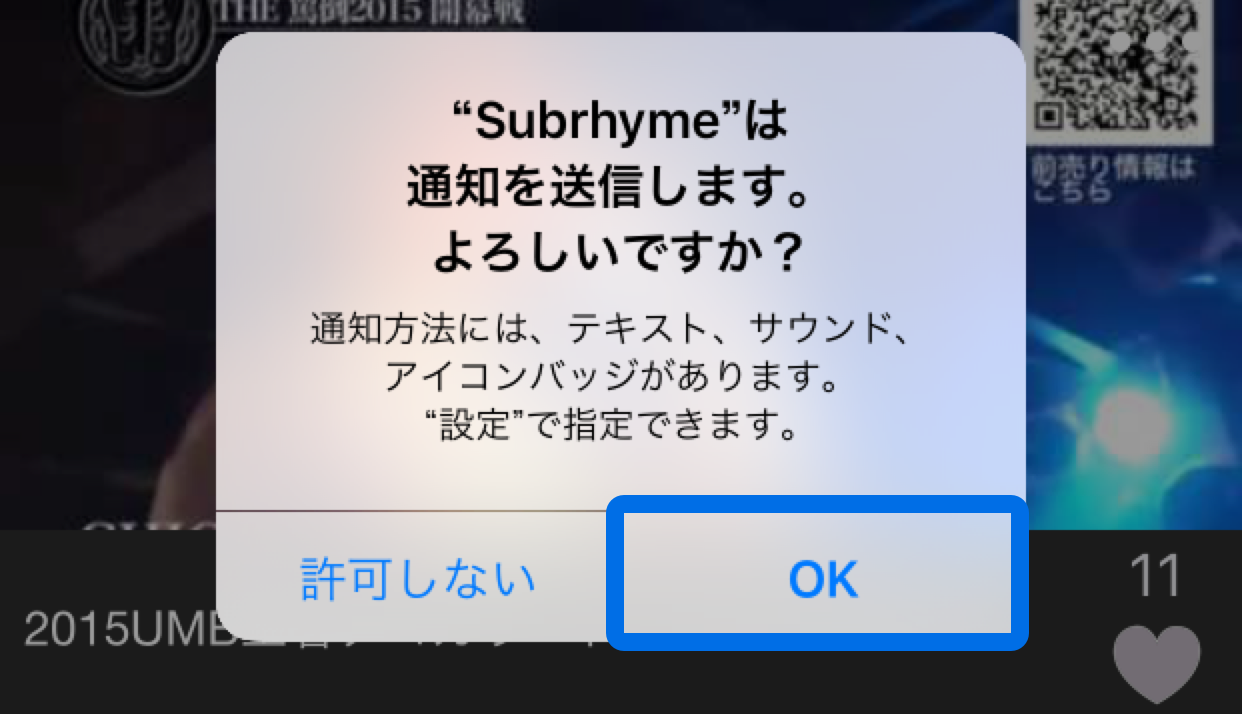 THE 罵倒2015 開幕戦
“Subrhyme”は
通知を送信します。
よろしいですか？
前売り情報は
こちら
通知方法には、テキスト、サウンド、
アイコンバッジがあります。
“設定”で指定できます。
許可しない
OK
11
2015UMB